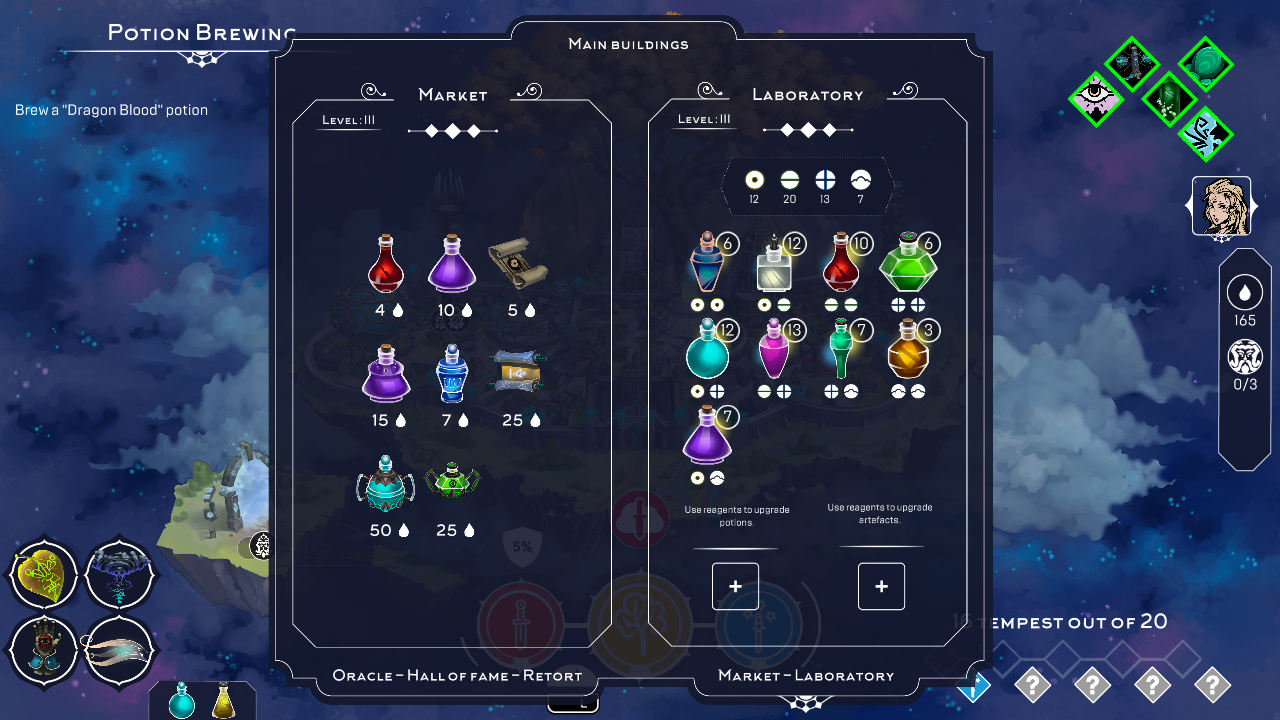 POTION BREWING
Brew a "Dragon Blood" potion
MAIN BUILDINGS
MARKET
LEVEL: III
4
10
5
15
7
14
25
50
25
5%
LABORATORY
LEVEL: III
12
20
13
7
6
12
10
6
12
13
7
3
7
Use reagents to upgrade
potions.
Use reagents to upgrade
artefacts.
+
+
ORACLE – HALL OF FAME – RETORT
MARKET – LABORATORY
165
0/3
16 TEMPEST OUT OF 20
?
?
?
?